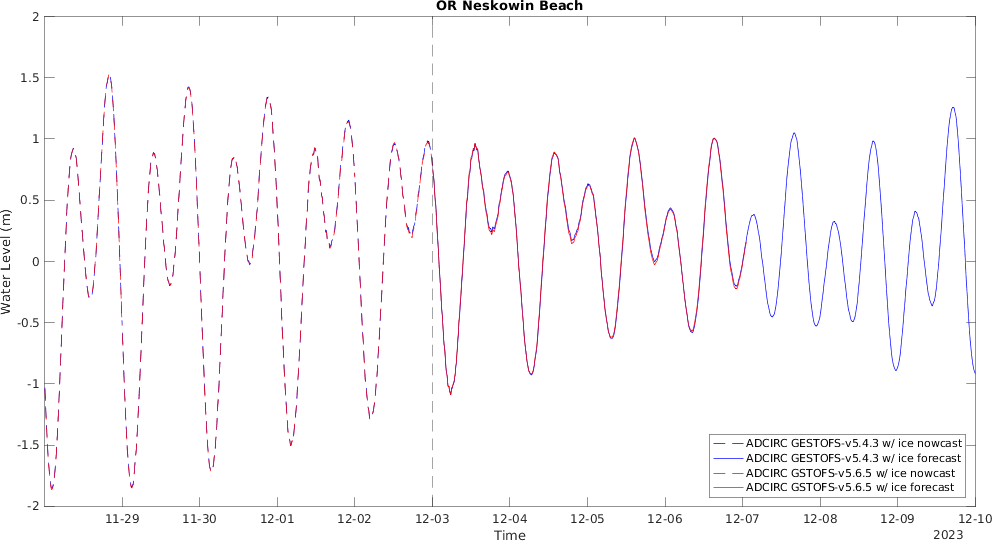 OR Neskowin Beach
2
1.5
1
0.5
0
-0.5
-1
-1.5
-2
Water Level (m)
ADCIRC GESTOFS-v5.4.3 w/ ice nowcast
ADCIRC GESTOFS-v5.4.3 w/ ice forecast
ADCIRC GSTOFS-v5.6.5 w/ ice nowcast
ADCIRC GSTOFS-v5.6.5 w/ ice forecast
11-29 11-30 12-01 12-02 12-03 12-04 12-05 12-06 12-07 12-08 12-09 12-10
Time
2023